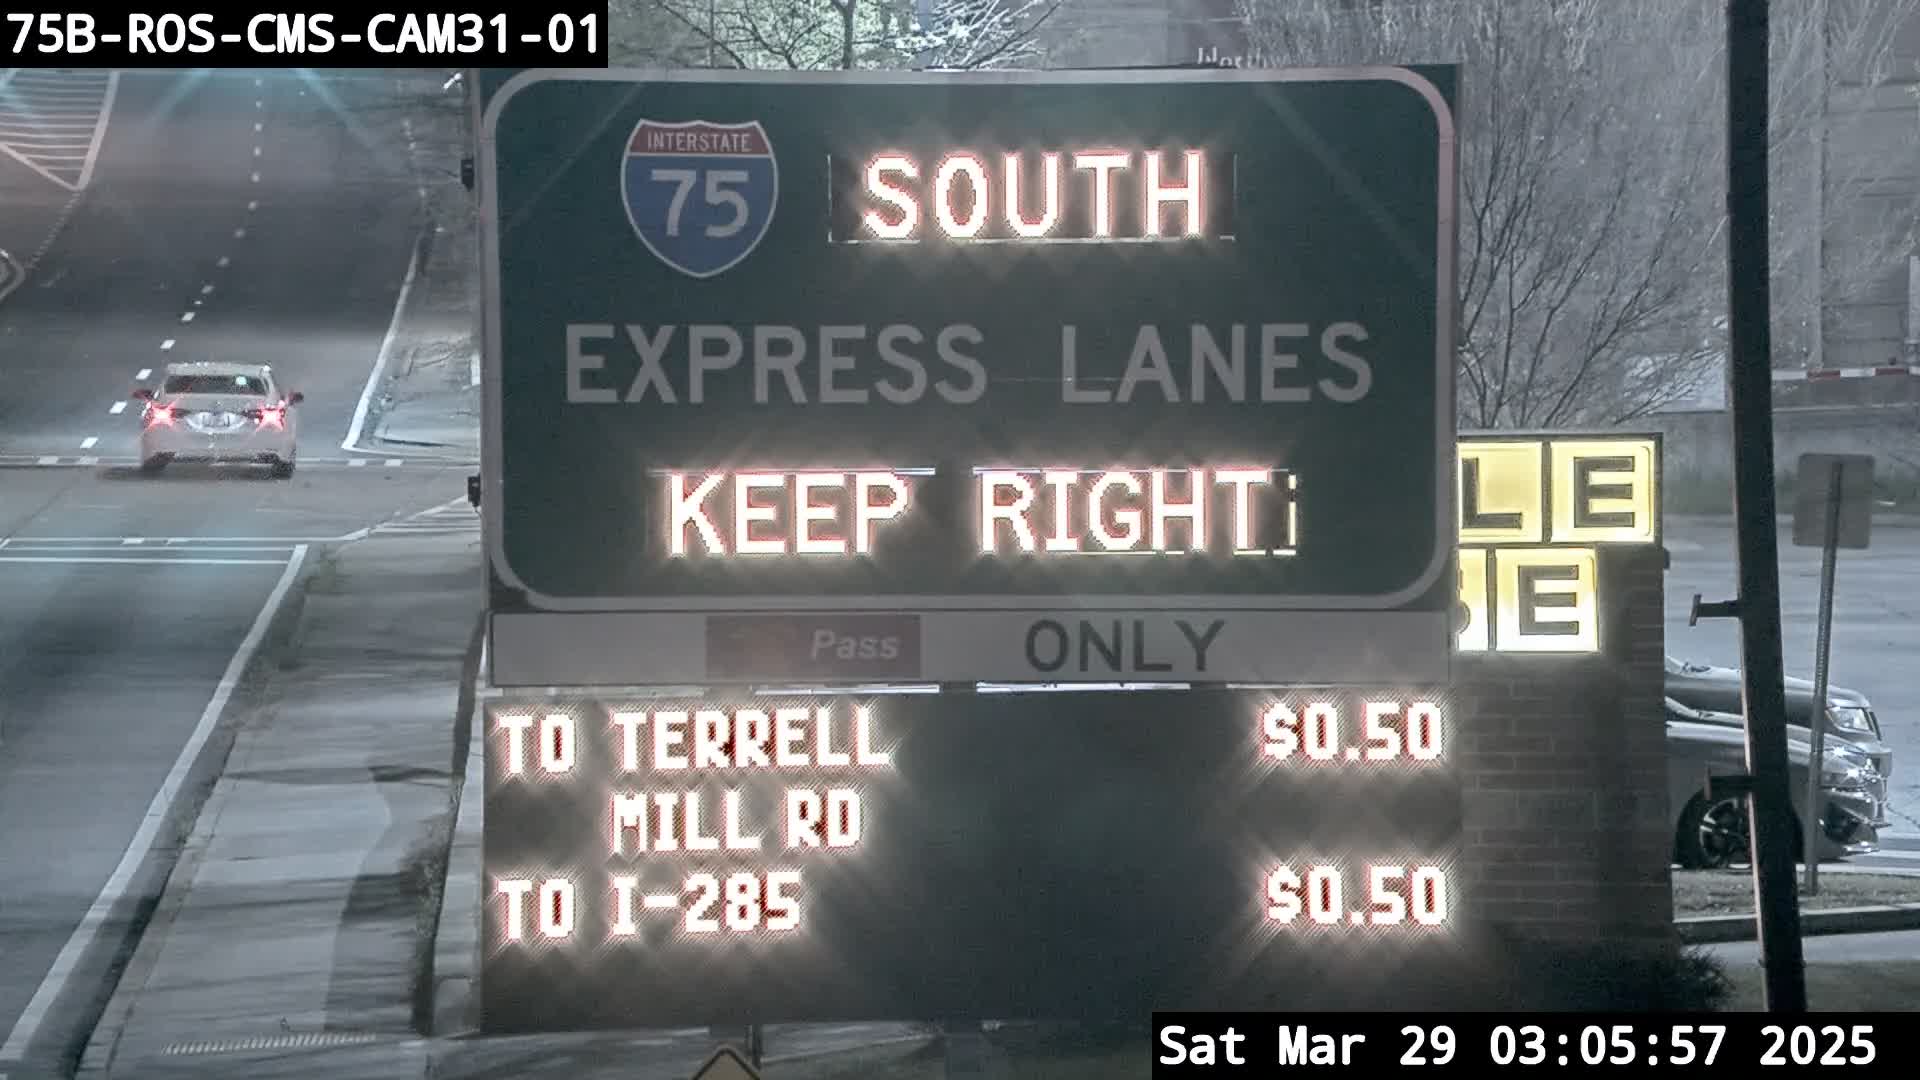 75B-ROS-CMS-CAM31-01
INTERSTATE
75
SOUTH
EXPRESS LANES
KEEP RIGHT
Pass ONLY
TO TERRELL $0.50
MILL RD
TO I-285 $0.50
LE
E
Sat Mar 29 03:05:57 2025